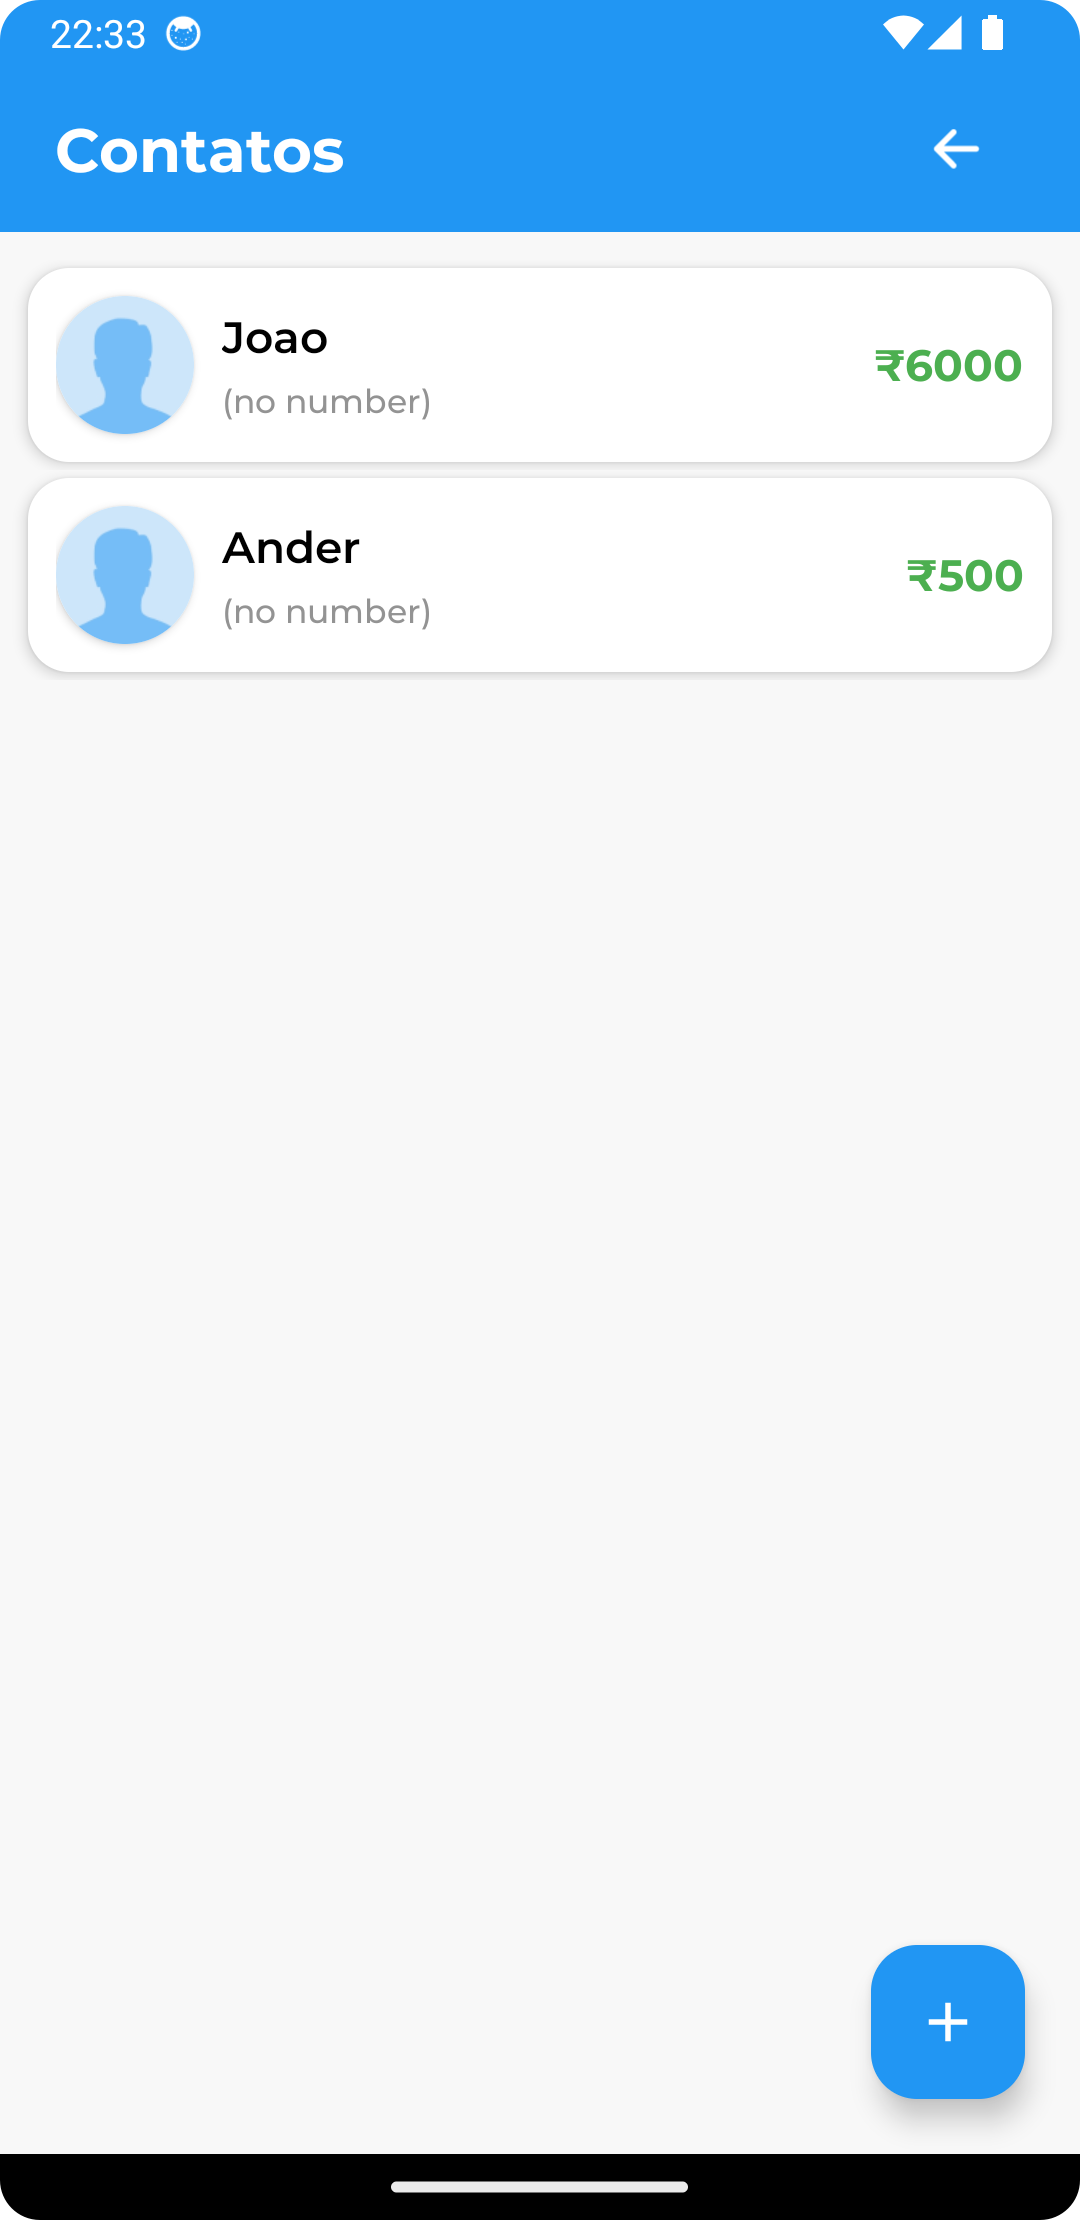 22:33
Contatos
Joao
(no number)
₹6000
Ander
(no number)
₹500